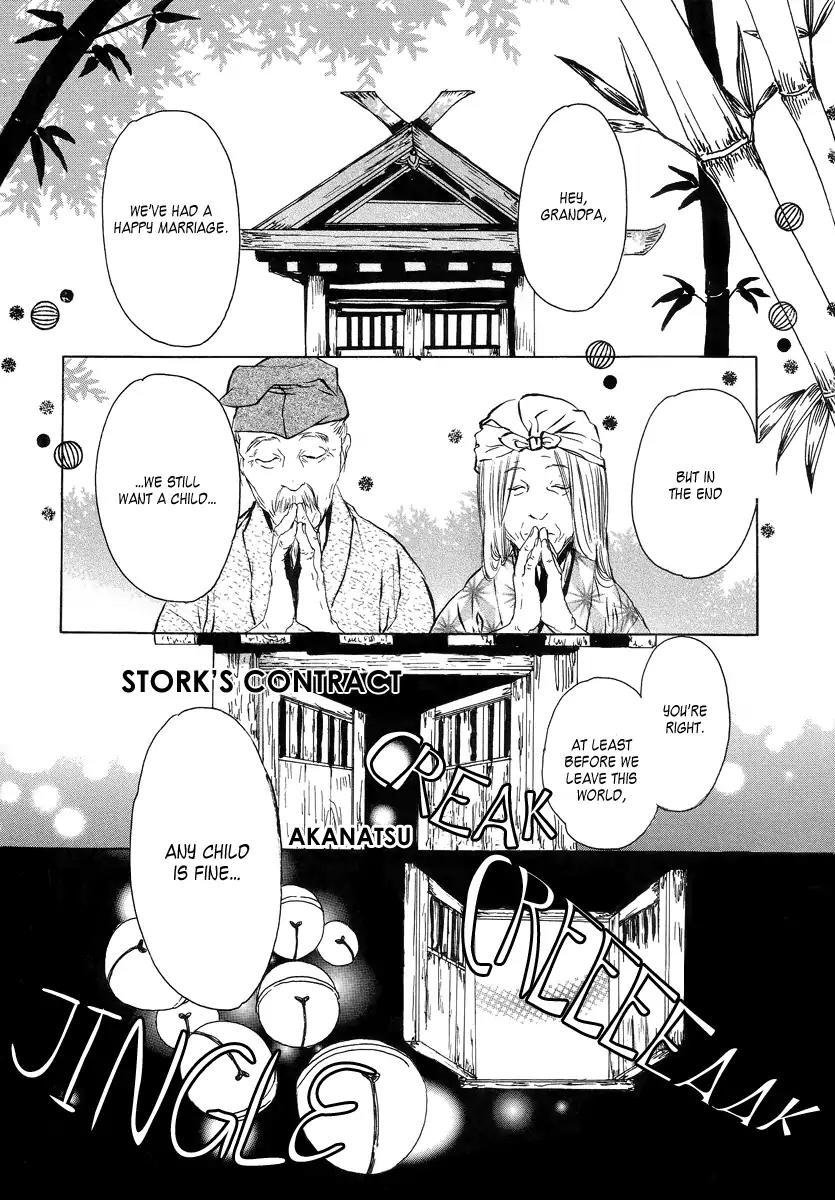 HEY,
GRANDPA,
WE'VE HAD A
HAPPY MARRIAGE.
BUT IN
THE END
...WE STILL
WANT A CHILD...
STORK'S CONTRACT
AKANATSU
YOU'RE
RIGHT.
AT LEAST
BEFORE WE
LEAVE THIS
WORLD,
CREAK
ANY CHILD
IS FINE...
CREEEEEAAK
JINGLE